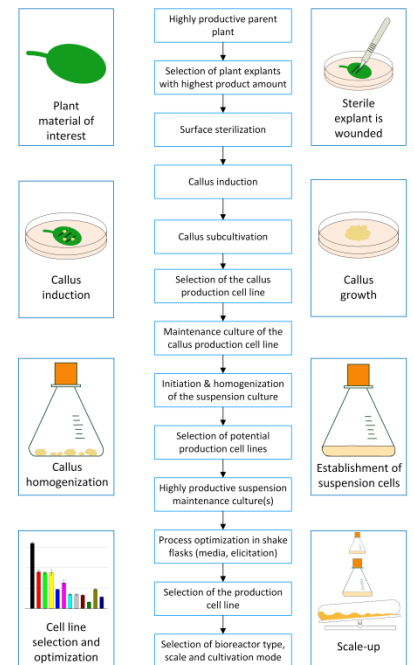 Highly productive parent
plant
Selection of plant explants
with highest product amount
Plant
material of
interest
Sterile
explant is
wounded
Surface sterilization
Callus induction
Callus subcultivation
Callus
induction
Callus
growth
Selection of the callus
production cell line
Maintenance culture of the
callus production cell line
Initiation & homogenization
of the suspension culture
Selection of potential
production cell lines
Callus
homogenization
Establishment of
suspension cells
Highly productive suspension
maintenance culture(s)
Process optimization in shake
flasks (media, elicitation)
Selection of the production
cell line
Cell line
selection and
optimization
Scale-up
Selection of bioreactor type,
scale and cultivation mode